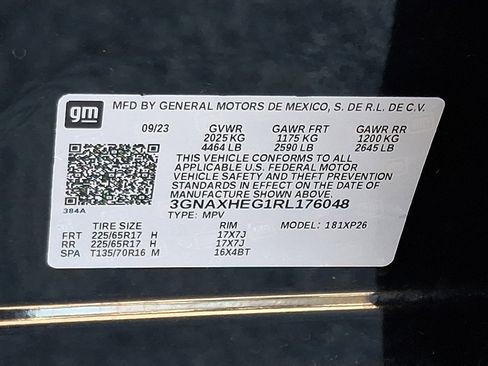 gm MFD BY GENERAL MOTORS DE MEXICO, S. DE R.L. DE C.V.
09/23 GVWR GAWR FRT GAWR RR
2025 KG 1175 KG 1200 KG
4464 LB 2590 LB 2645 LB
THIS VEHICLE CONFORMS TO ALL
APPLICABLE U.S. FEDERAL MOTOR
VEHICLE SAFETY AND THEFT PREVENTION
STANDARDS IN EFFECT ON THE DATE OF
MANUFACTURE SHOWN ABOVE.
384A 3GNAXHEG1RL176048
TYPE: MPV MODEL: 181XP26
TIRE SIZE RIM
FRT 225/65R17 H 17X7J
RR 225/65R17 H 17X7J
SPA T135/70R16 M 16X4BT